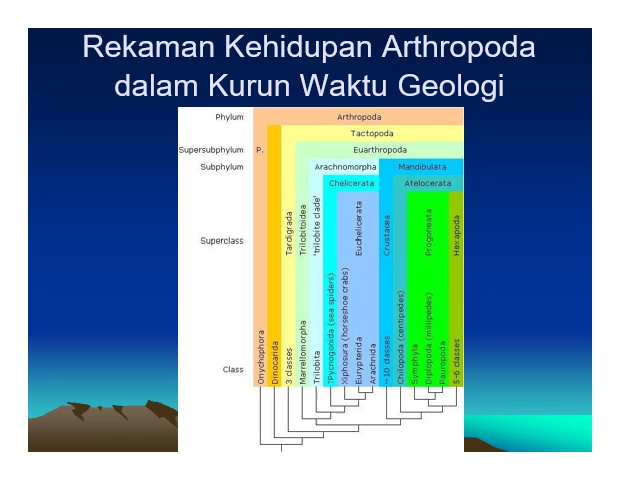 Rekaman Kehidupan Arthropoda
dalam Kurun Waktu Geologi
Phylum
Arthropoda
Tactopoda
Supersubphylum
P.
Euarthropoda
Subphylum
Arachnomorpha
Mandibulata
Chelicerata
Atelocerata
Superclass
Tardigrada
Trilobitoidea
'trilobite clade'
Euchelicerata
Crustacea
Progoneata
Hexapoda
Class
Onychophora
Dinocarida
3 classes
Marrellomorpha
Trilobita
?Pycnogonida (sea spiders)
Xiphosura (horseshoe crabs)
Eurypterida
Arachnida
~10 classes
Chilopoda (centipedes)
Symphyla
Diplopoda (millipedes)
Pauropoda
5-6 classes